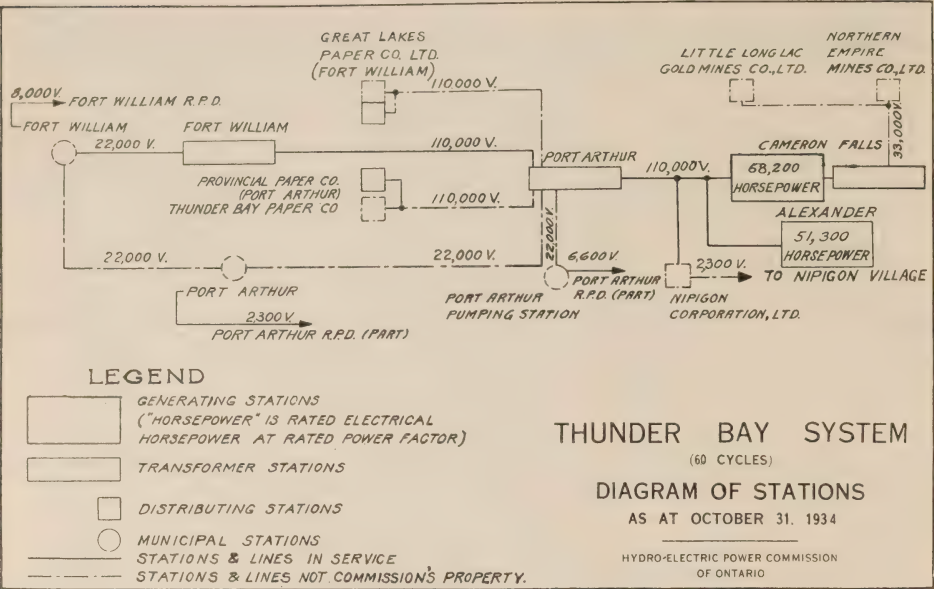 GREAT LAKES
PAPER CO. LTD.
(FORT WILLIAM)
110,000 V.
LITTLE LONG LAC
GOLD MINES CO., LTD.
NORTHERN
EMPIRE
MINES CO., LTD.
33,000 V.
8,000 V.
FORT WILLIAM R.P.D.
FORT WILLIAM
22,000 V.
FORT WILLIAM
110,000 V.
PORT ARTHUR
110,000 V.
CAMERON FALLS
68,200
HORSEPOWER
PROVINCIAL PAPER CO.
(PORT ARTHUR)
THUNDER BAY PAPER CO
110,000 V.
ALEXANDER
51,300
HORSEPOWER
22,000 V.
22,000 V.
22,000 V.
6,600 V.
PORT ARTHUR
R.P.D. (PART)
PORT ARTHUR
PUMPING STATION
2,300 V.
TO NIPIGON VILLAGE
NIPIGON
CORPORATION, LTD.
PORT ARTHUR
2,300 V.
PORT ARTHUR R.P.D. (PART)
LEGEND
GENERATING STATIONS
("HORSEPOWER" IS RATED ELECTRICAL
HORSEPOWER AT RATED POWER FACTOR)
TRANSFORMER STATIONS
DISTRIBUTING STATIONS
MUNICIPAL STATIONS
STATIONS & LINES IN SERVICE
STATIONS & LINES NOT COMMISSION'S PROPERTY.
THUNDER BAY SYSTEM
(60 CYCLES)
DIAGRAM OF STATIONS
AS AT OCTOBER 31. 1934
HYDRO-ELECTRIC POWER COMMISSION
OF ONTARIO